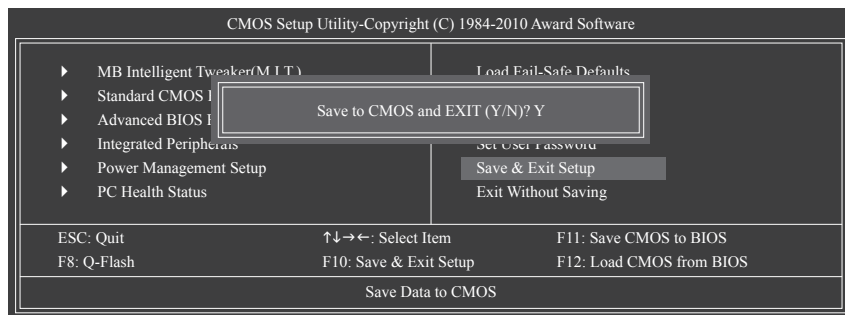 CMOS Setup Utility-Copyright (C) 1984-2010 Award Software
MB Intelligent Tweaker(M.I.T.)
Standard CMOS
Advanced BIOS
Integrated Peripherals
Power Management Setup
PC Health Status
Load Fail-Safe Defaults
Set User Password
Save & Exit Setup
Exit Without Saving
Save to CMOS and EXIT (Y/N)? Y
ESC: Quit
↑↓→←: Select Item
F11: Save CMOS to BIOS
F8: Q-Flash
F10: Save & Exit Setup
F12: Load CMOS from BIOS
Save Data to CMOS